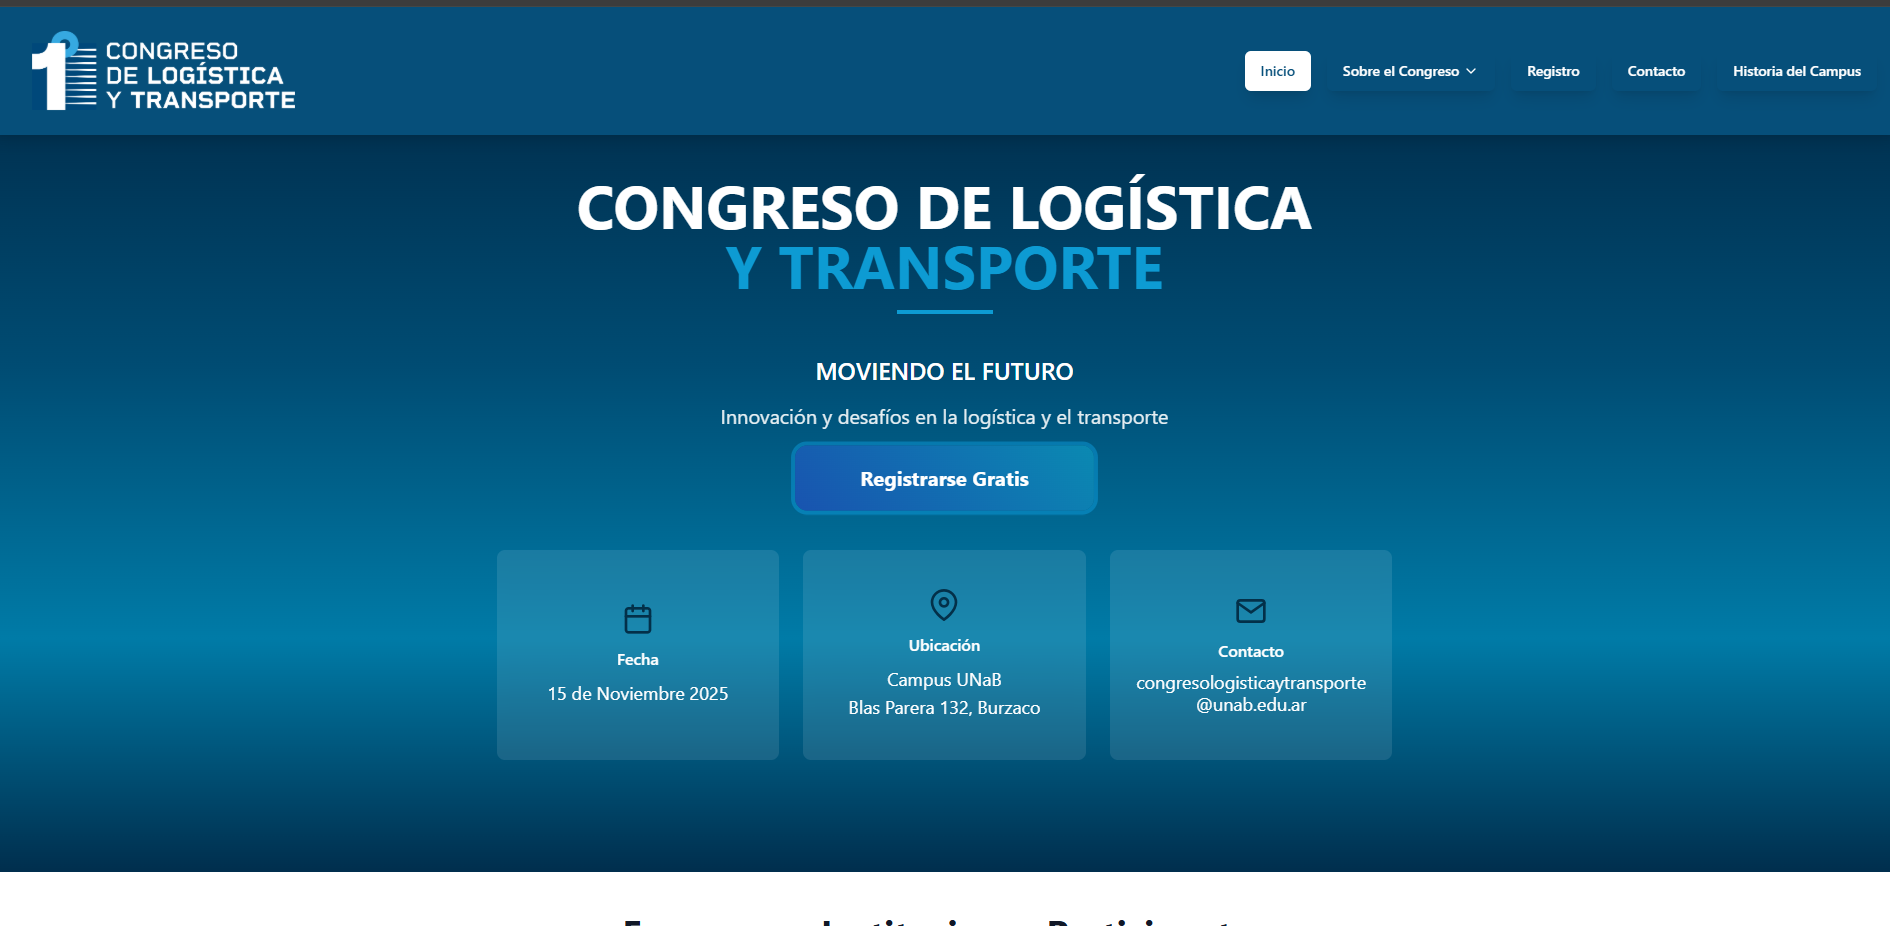 1º
CONGRESO
DE LOGÍSTICA
Y TRANSPORTE
Inicio
Sobre el Congreso
Registro
Contacto
Historia del Campus
CONGRESO DE LOGÍSTICA
Y TRANSPORTE
MOVIENDO EL FUTURO
Innovación y desafíos en la logística y el transporte
Registrarse Gratis
Fecha
15 de Noviembre 2025
Ubicación
Campus UNaB
Blas Parera 132, Burzaco
Contacto
congresologisticaytransporte
@unab.edu.ar